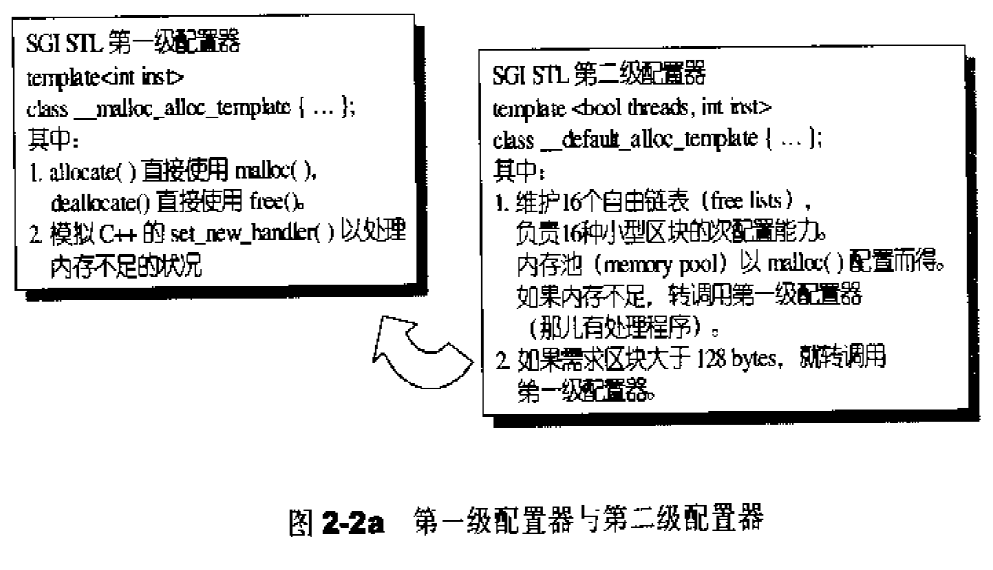 SGI STL 第一级配置器
template<int inst>
class __malloc_alloc_template { … };
其中：
1. allocate( ) 直接使用 malloc( ),
deallocate() 直接使用 free()。
2. 模拟 C++ 的 set_new_handler( ) 以处理
内存不足的状况
SGI STL 第二级配置器
template <bool threads, int inst>
class __default_alloc_template { … };
其中：
1. 维护16个自由链表（free lists），
负责16种小型区块的次配置能力。
内存池（memory pool）以 malloc( ) 配置而得。
如果内存不足，转调用第一级配置器
（那儿有处理程序）。
2. 如果需求区块大于 128 bytes，就转调用
第一级配置器。
图 2-2a 第一级配置器与第二级配置器